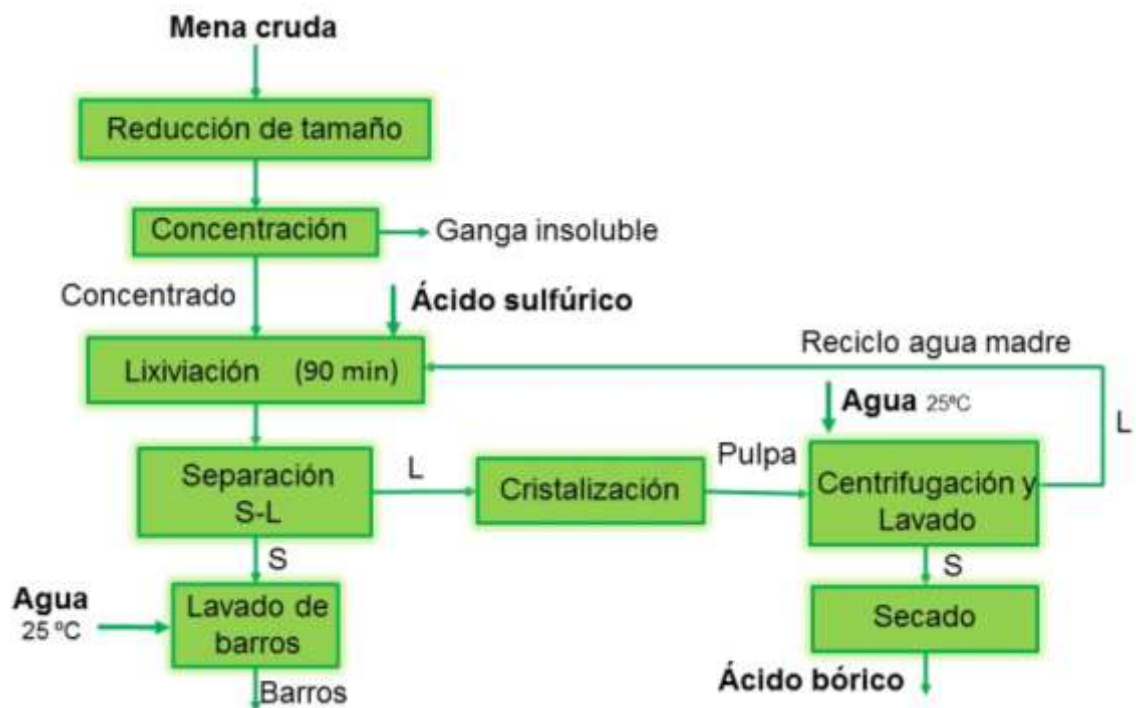 Mena cruda
Reducción de tamaño
Concentración
Ganga insoluble
Concentrado
Ácido sulfúrico
Lixiviación (90 min)
Reciclo agua madre
Agua 25ºC
L
Separación
S-L
L
Cristalización
Pulpa
Centrifugación y
Lavado
S
S
Agua
25 ºC
Lavado de
barros
Secado
Barros
Ácido bórico